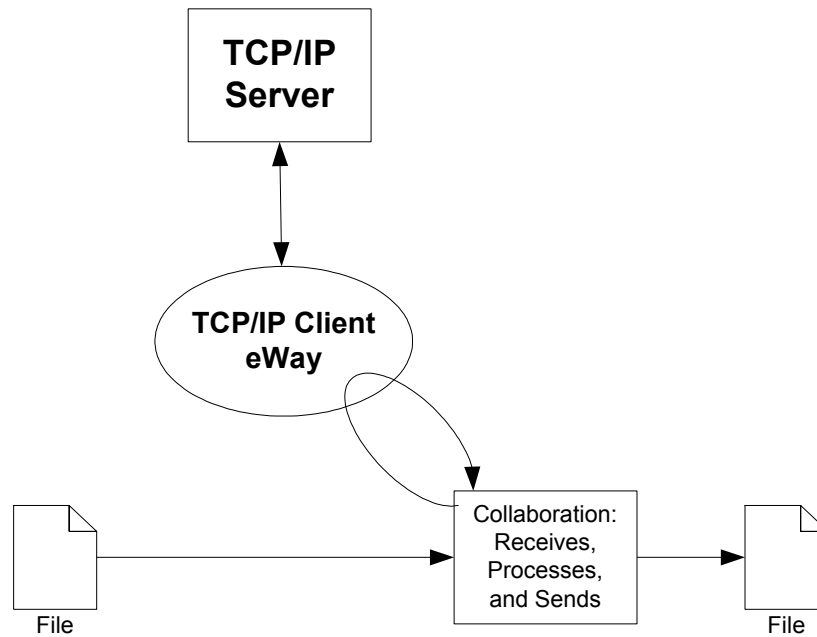 TCP/IP
Server
TCP/IP Client
eWay
Collaboration:
Receives,
Processes,
and Sends
File
File